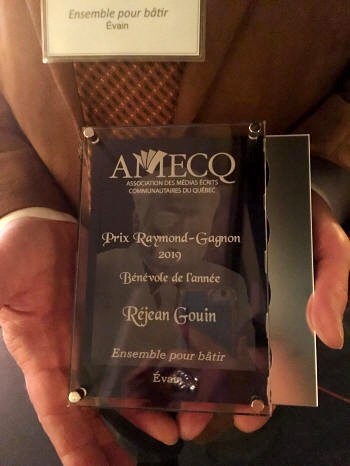 Ensemble pour bâtir
Évain
AMECQ
ASSOCIATION DES MÉDIAS ÉCRITS
COMMUNAUTAIRES DU QUÉBEC
Prix Raymond-Gagnon
2019
Bénévole de l'année
Réjean Gouin
Ensemble pour bâtir
Évain